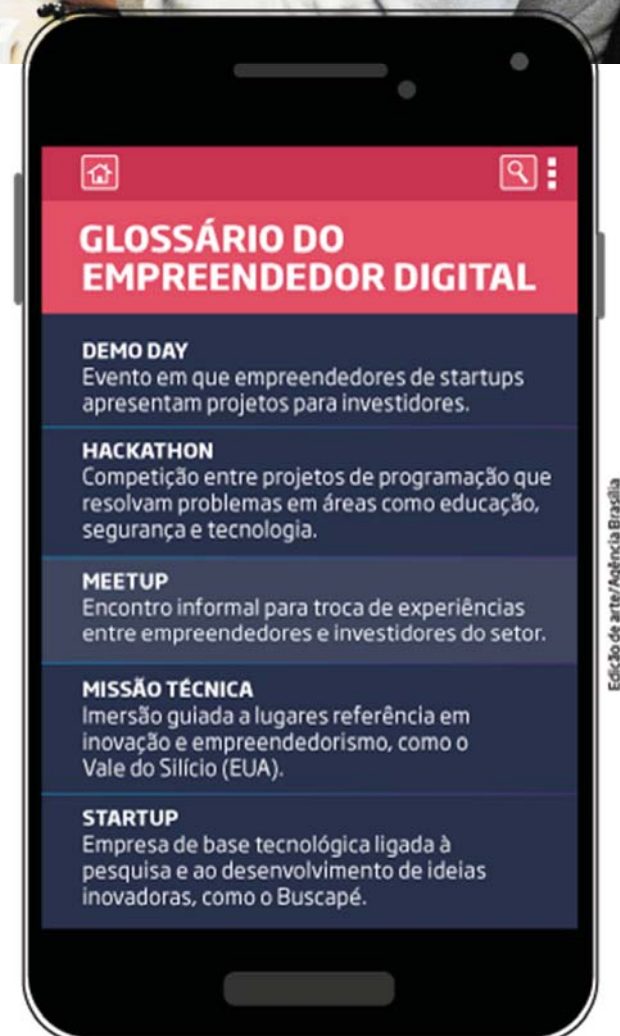 GLOSSÁRIO DO
EMPREENDEDOR DIGITAL
DEMO DAY
Evento em que empreendedores de startups
apresentam projetos para investidores.
HACKATHON
Competição entre projetos de programação que
resolvam problemas em áreas como educação,
segurança e tecnologia.
MEETUP
Encontro informal para troca de experiências
entre empreendedores e investidores do setor.
MISSÃO TÉCNICA
Imersão guiada a lugares referência em
inovação e empreendedorismo, como o
Vale do Silício (EUA).
STARTUP
Empresa de base tecnológica ligada à
pesquisa e ao desenvolvimento de ideias
inovadoras, como o Buscapé.
Edição de arte/Agência Brasília